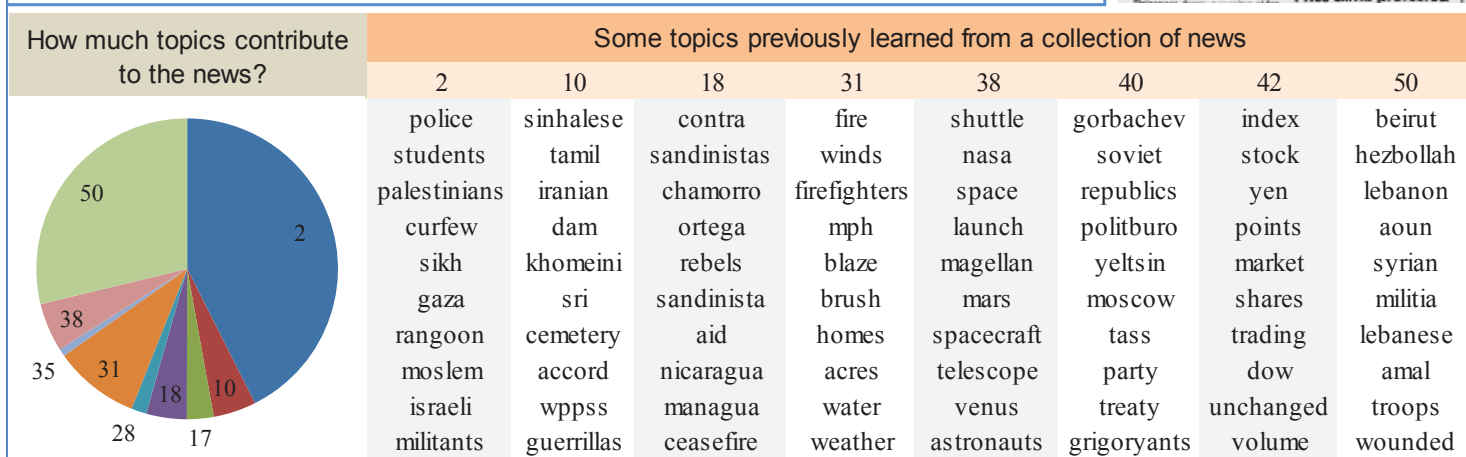 How much topics contribute
to the news?
Some topics previously learned from a collection of news
2 10 18 31 38 40 42 50
police sinhalese contra fire shuttle gorbachev index beirut
students tamil sandinistas winds nasa soviet stock hezbollah
palestinians iranian chamorro firefighters space republics yen lebanon
curfew dam ortega mph launch politburo points aoun
sikh khomeini rebels blaze magellan yeltsin market syrian
gaza sri sandinista brush mars moscow shares militia
rangoon cemetery aid homes spacecraft tass trading lebanese
moslem accord nicaragua acres telescope party dow amal
israeli wppss managua water venus treaty unchanged troops
militants guerrillas ceasefire weather astronauts grigoryants volume wounded
50
2
38
35
31
18
10
28
17